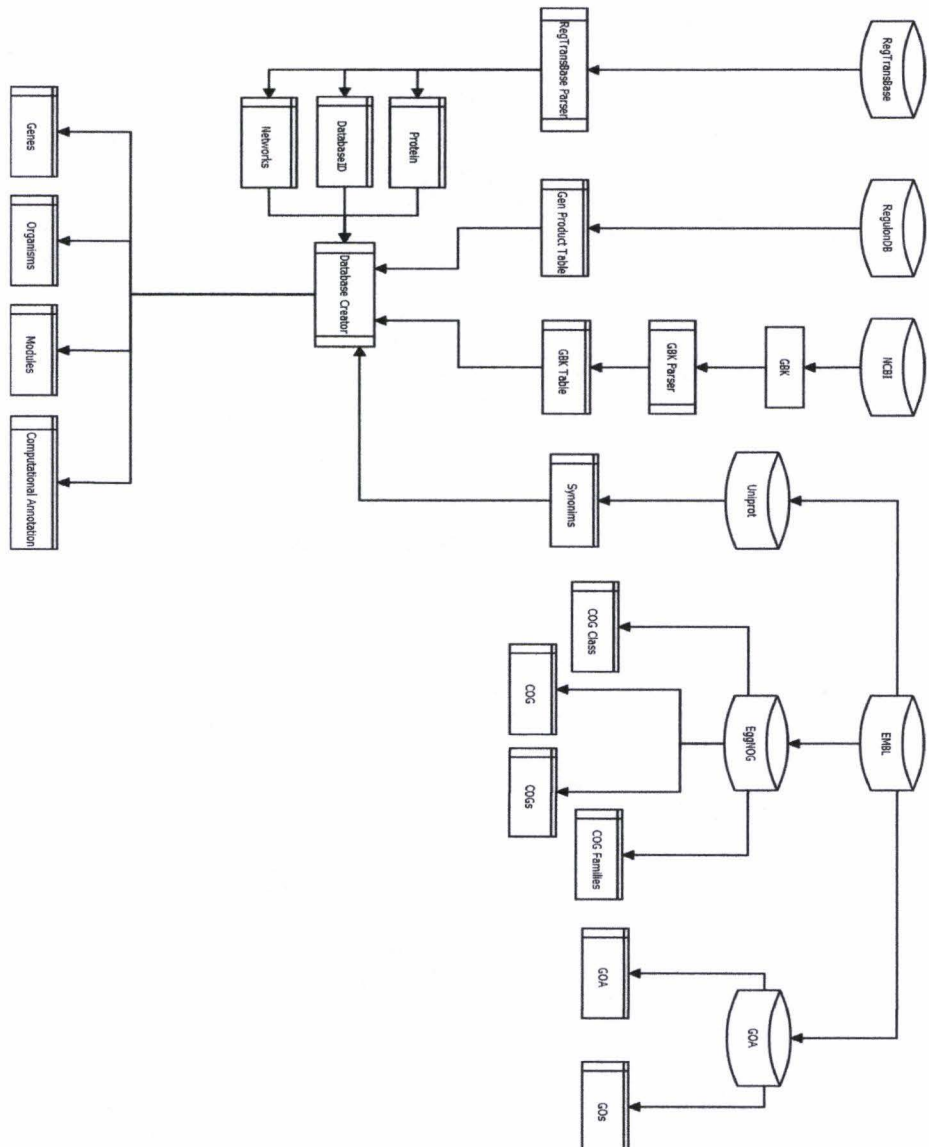 RegTransBase
RegulonDB
NCBI
EMBL
GBK
Uniprot
EggNOG
GOA
RegTransBase Parser
Gen Product Table
GBK Parser
GBK Table
Synonims
COG Class
COG
COGs
COG Families
GOA
GOs
Protein
DatabaseID
Networks
Database Creator
Genes
Organisms
Modules
Computational Annotation